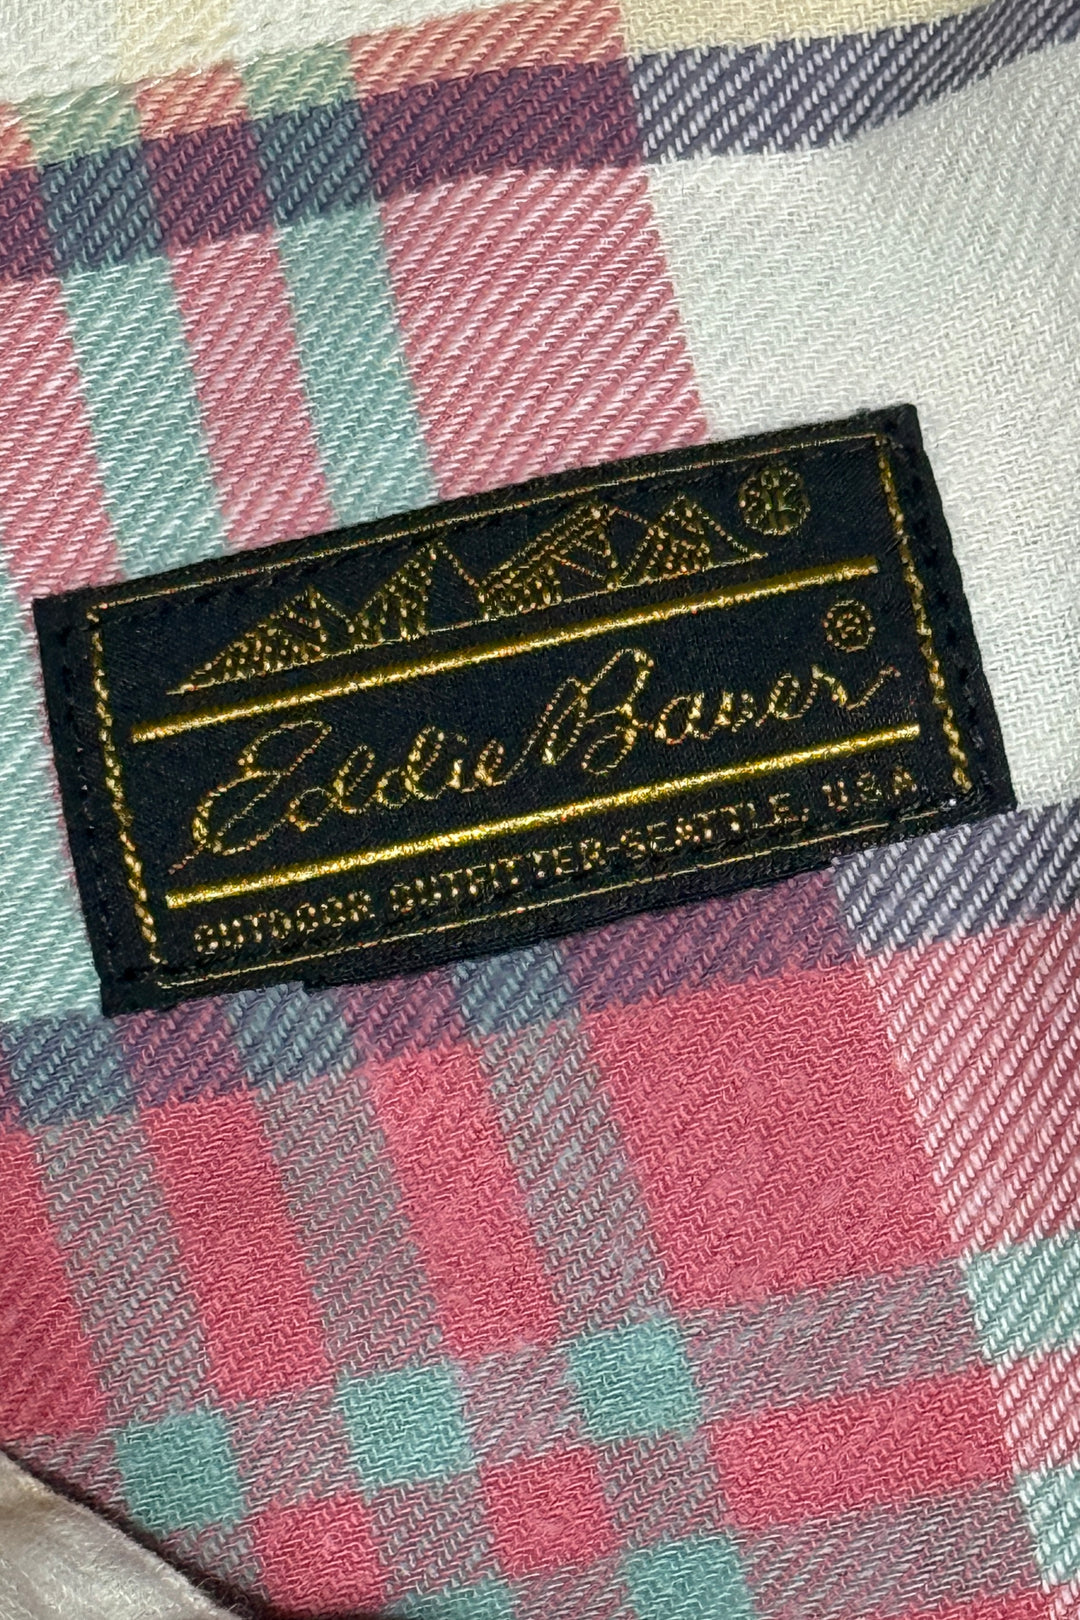 ®
®
Eddie Bauer
OUTDOOR OUTFITTER-SEATTLE, U.S.A